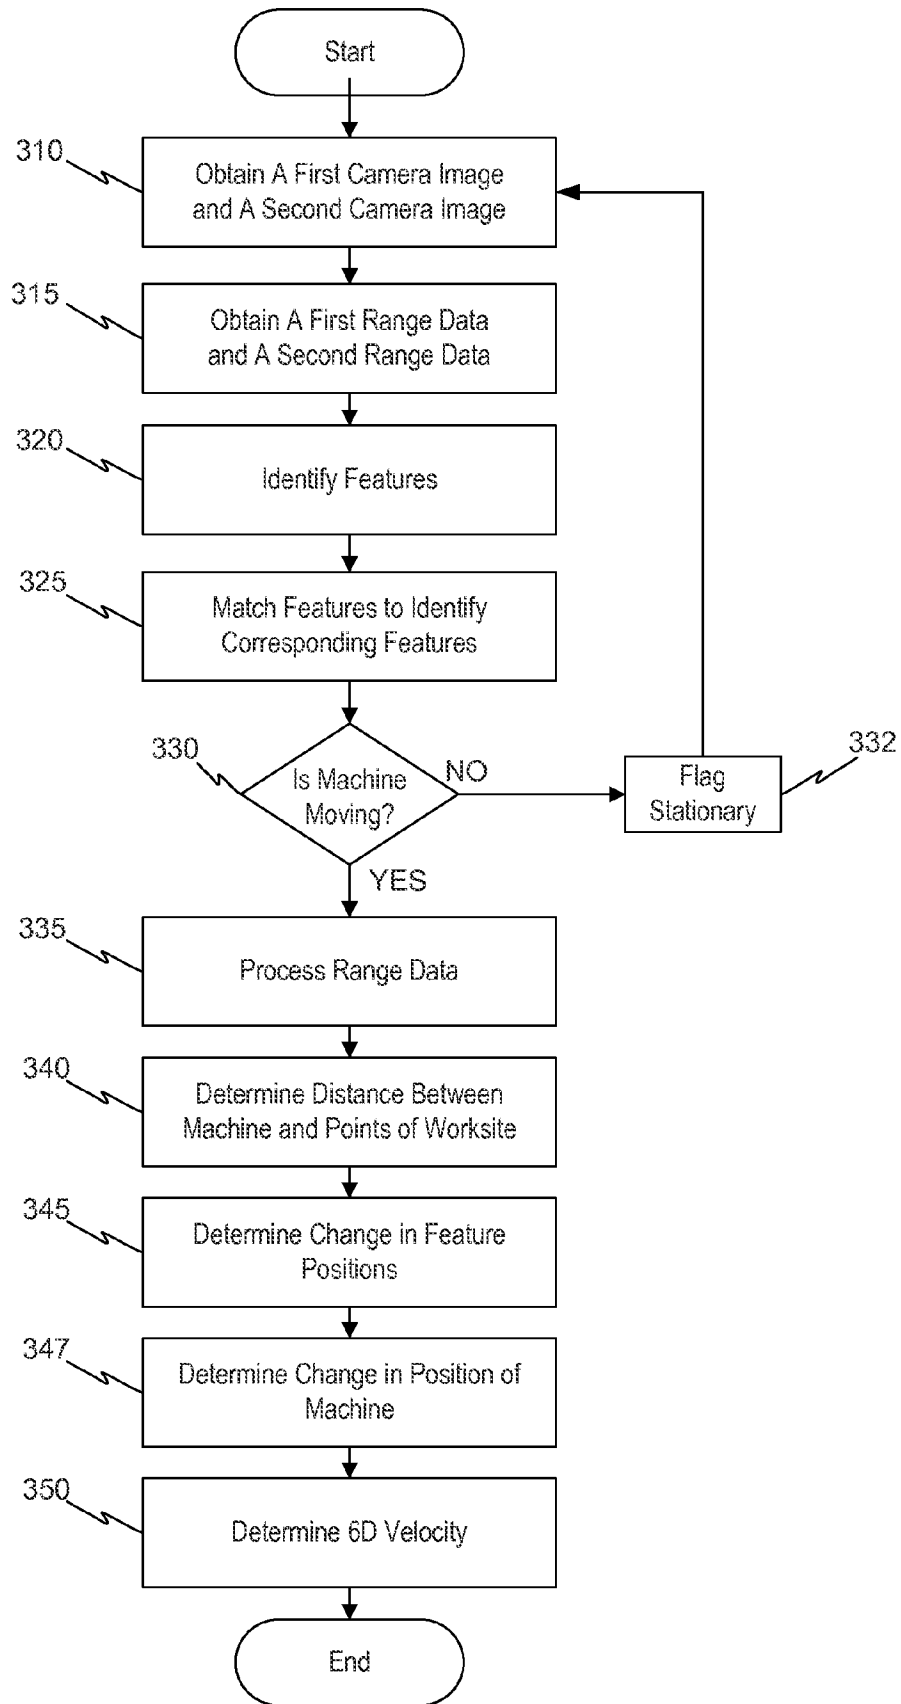 Start
310
Obtain A First Camera Image
and A Second Camera Image
315
Obtain A First Range Data
and A Second Range Data
320
Identify Features
325
Match Features to Identify
Corresponding Features
330
Is Machine
Moving?
NO
Flag
Stationary
332
YES
335
Process Range Data
340
Determine Distance Between
Machine and Points of Worksite
345
Determine Change in Feature
Positions
347
Determine Change in Position of
Machine
350
Determine 6D Velocity
End